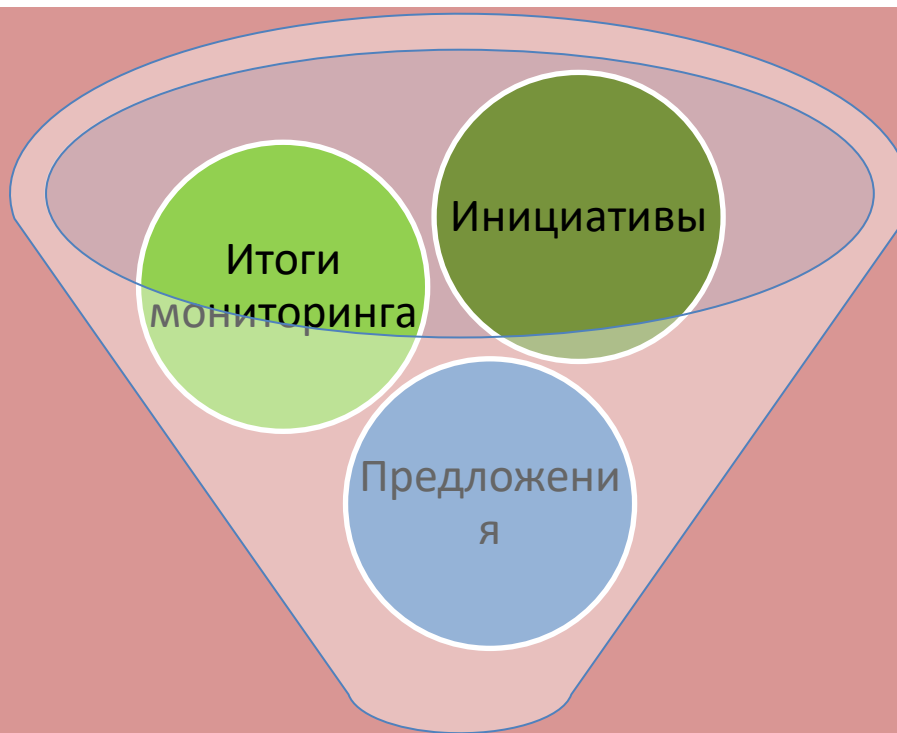 Инициативы
Итоги
мониторинга
Предложени
я